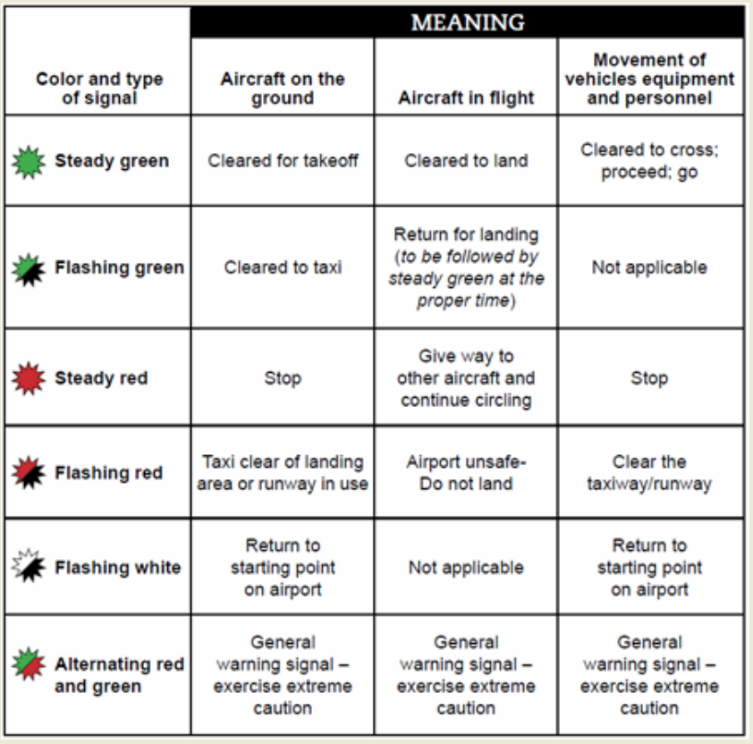 MEANING
Color and type
of signal
Aircraft on the
ground
Aircraft in flight
Movement of
vehicles equipment
and personnel
Steady green
Cleared for takeoff
Cleared to land
Cleared to cross;
proceed; go
Flashing green
Cleared to taxi
Return for landing
(to be followed by
steady green at the
proper time)
Not applicable
Steady red
Stop
Give way to
other aircraft and
continue circling
Stop
Flashing red
Taxi clear of landing
area or runway in use
Airport unsafe-
Do not land
Clear the
taxiway/runway
Flashing white
Return to
starting point
on airport
Not applicable
Return to
starting point
on airport
Alternating red
and green
General
warning signal –
exercise extreme
caution
General
warning signal –
exercise extreme
caution
General
warning signal –
exercise extreme
caution